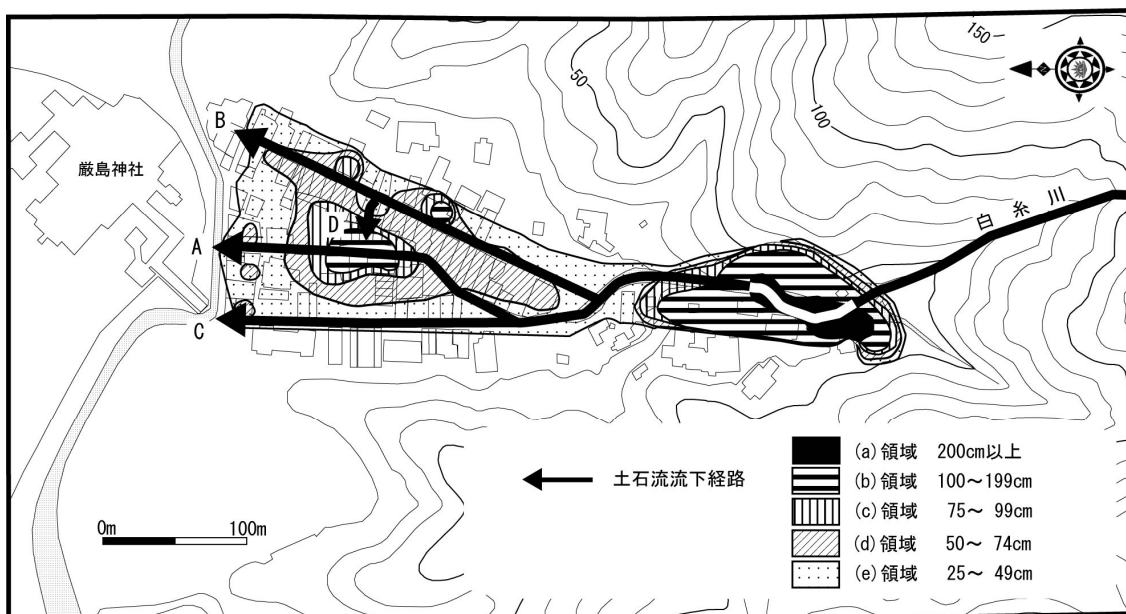 150
50
100
B
厳島神社
白糸川
D
A
C
(a)領域 200cm以上
(b)領域 100～199cm
土石流流下経路
(c)領域 75～ 99cm
0m 100m
(d)領域 50～ 74cm
(e)領域 25～ 49cm